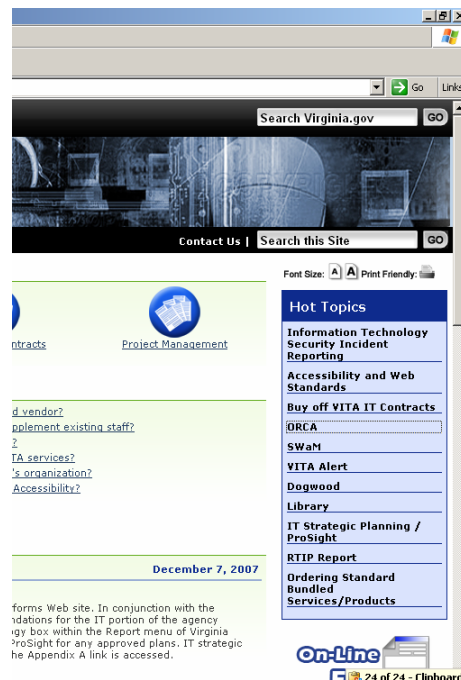 Go Links
Search Virginia.gov GO
Contact Us | Search this Site GO
Font Size: A A Print Friendly:
Hot Topics
Information Technology
Security Incident
Reporting
Accessibility and Web
Standards
Buy off VITA IT Contracts
ORCA
SWaM
VITA Alert
Dogwood
Library
IT Strategic Planning /
ProSight
RTIP Report
Ordering Standard
Bundled
Services/Products
On-Line
ntracts Project Management
d vendor?
pplement existing staff?
?
TA services?
's organization?
Accessibility?
December 7, 2007
forms Web site. In conjunction with the
ndations for the IT portion of the agency
gy box within the Report menu of Virginia
ProSight for any approved plans. IT strategic
he Appendix A link is accessed.
24 of 24 - Clipboard